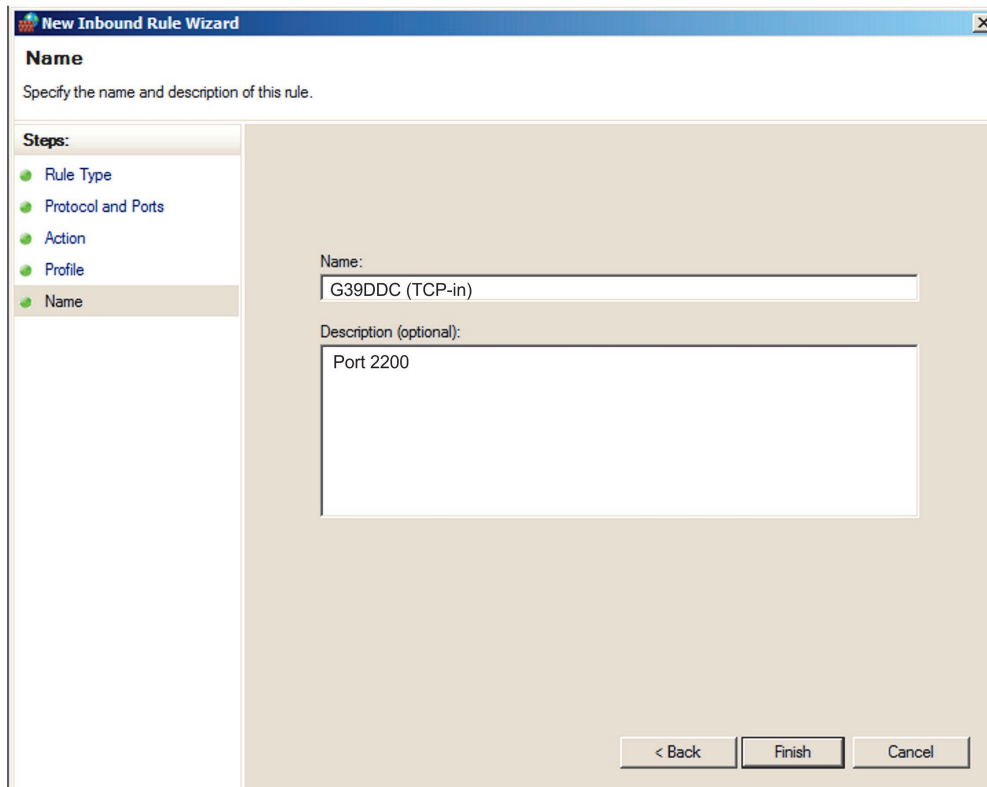 New Inbound Rule Wizard
Name
Specify the name and description of this rule.
Steps:
Rule Type
Protocol and Ports
Action
Profile
Name
Name:
G39DDC (TCP-in)
Description (optional):
Port 2200
< Back
Finish
Cancel